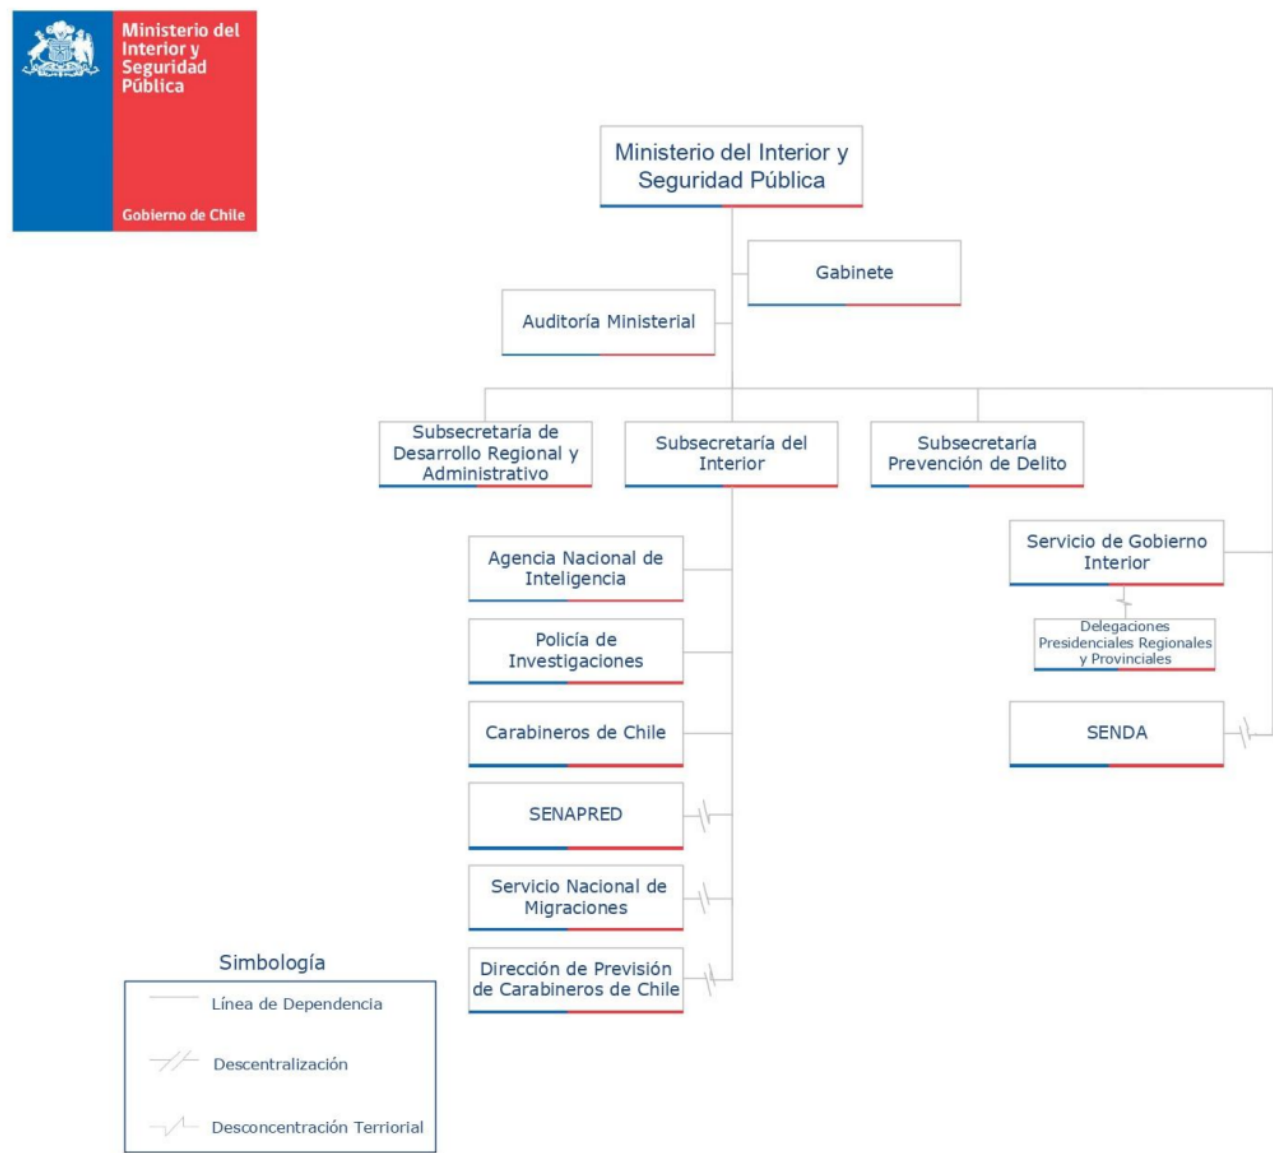 Ministerio del
Interior y
Seguridad
Pública
Gobierno de Chile
Ministerio del Interior y
Seguridad Pública
Gabinete
Auditoría Ministerial
Subsecretaría de
Desarrollo Regional y
Administrativo
Subsecretaría del
Interior
Subsecretaría
Prevención de Delito
Agencia Nacional de
Inteligencia
Policía de
Investigaciones
Carabineros de Chile
SENAPRED
Servicio Nacional de
Migraciones
Dirección de Previsión
de Carabineros de Chile
Servicio de Gobierno
Interior
Delegaciones
Presidenciales Regionales
y Provinciales
SENDA
Simbología
Línea de Dependencia
Descentralización
Desconcentración Terriorial